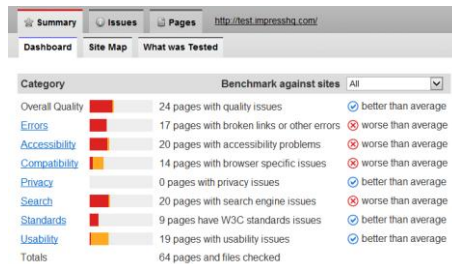 Summary Issues Pages http://test.impresshq.com/
Dashboard Site Map What was Tested
Category Benchmark against sites All
Overall Quality 24 pages with quality issues better than average
Errors 17 pages with broken links or other errors worse than average
Accessibility 20 pages with accessibility problems worse than average
Compatibility 14 pages with browser specific issues worse than average
Privacy 0 pages with privacy issues better than average
Search 20 pages with search engine issues worse than average
Standards 9 pages have W3C standards issues better than average
Usability 19 pages with usability issues better than average
Totals 64 pages and files checked